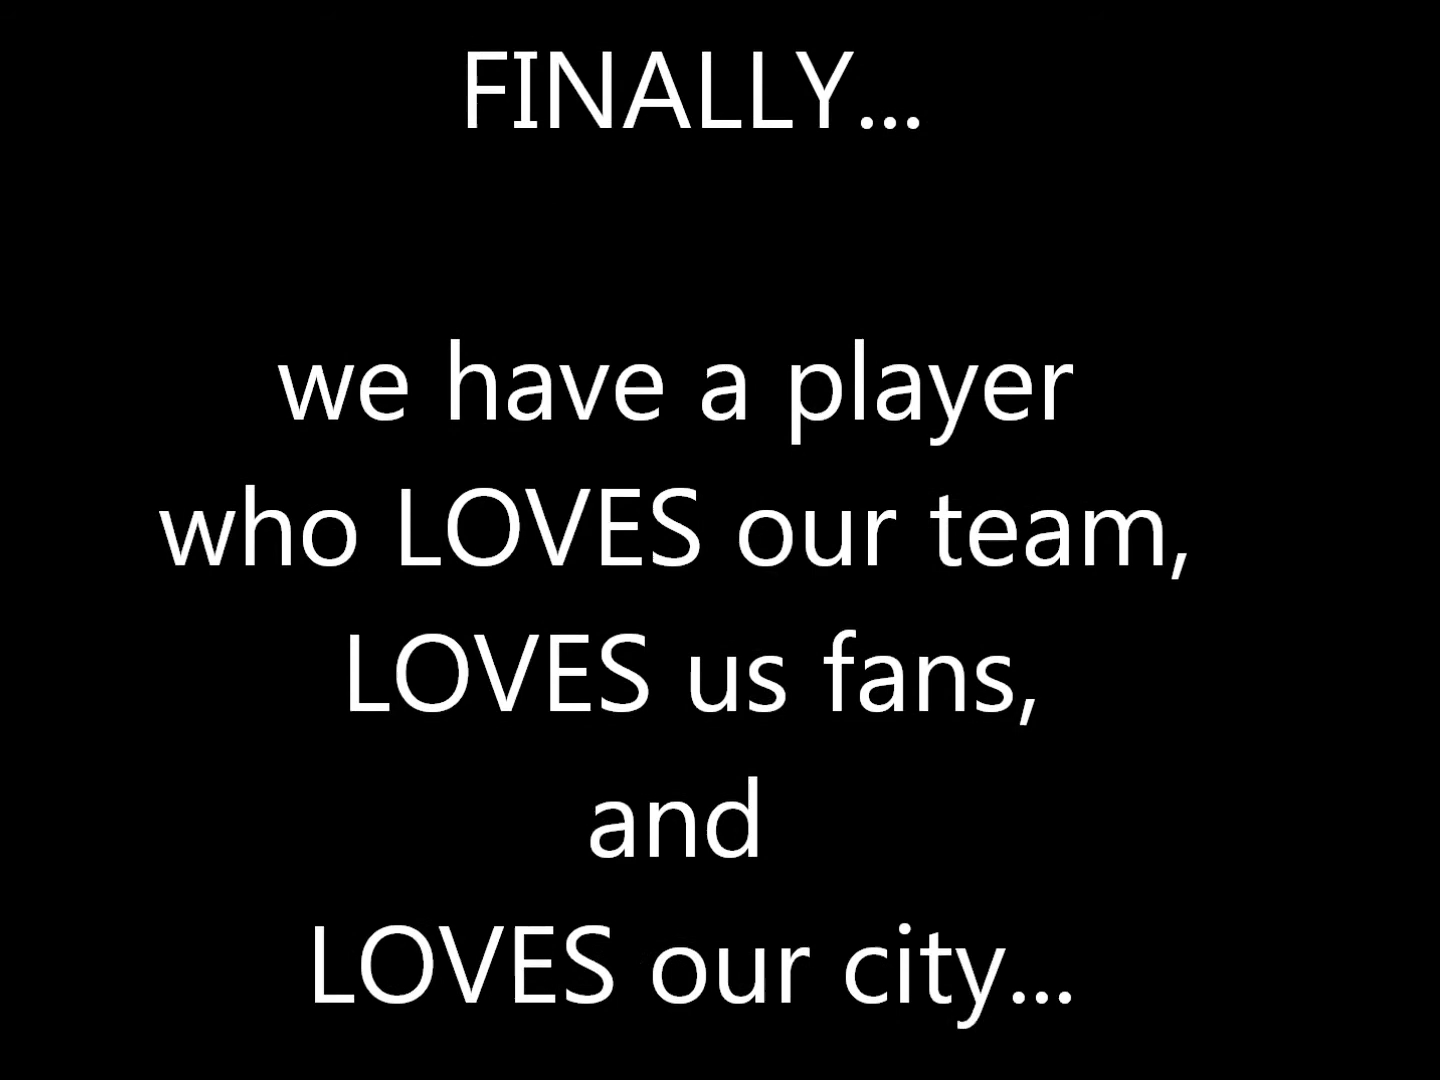 FINALLY...
we have a player
who LOVES our team,
LOVES us fans,
and
LOVES our city...